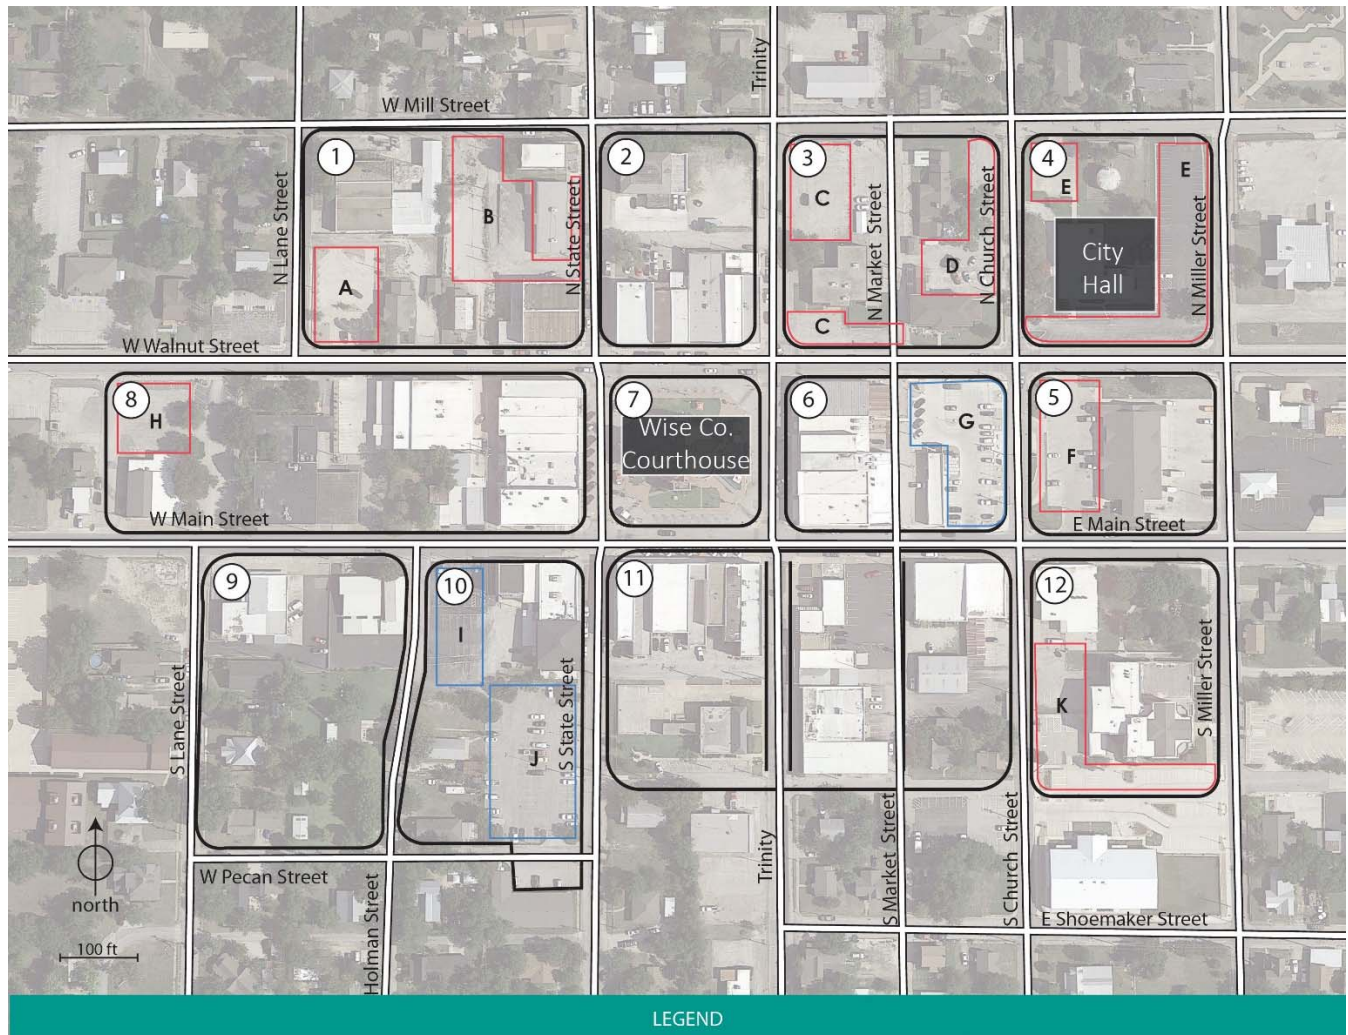 Trinity
W Mill Street
1
2
3
4
N Lane Street
B
N State Street
C
N Market Street
N Church Street
E
E
N Miller Street
City
Hall
A
D
C
W Walnut Street
8
H
7
Wise Co.
Courthouse
6
G
5
F
W Main Street
E Main Street
9
10
11
12
I
S Lane Street
S State Street
J
K
S Miller Street
north
100 ft
W Pecan Street
Holman Street
Trinity
S Market Street
S Church Street
E Shoemaker Street
LEGEND